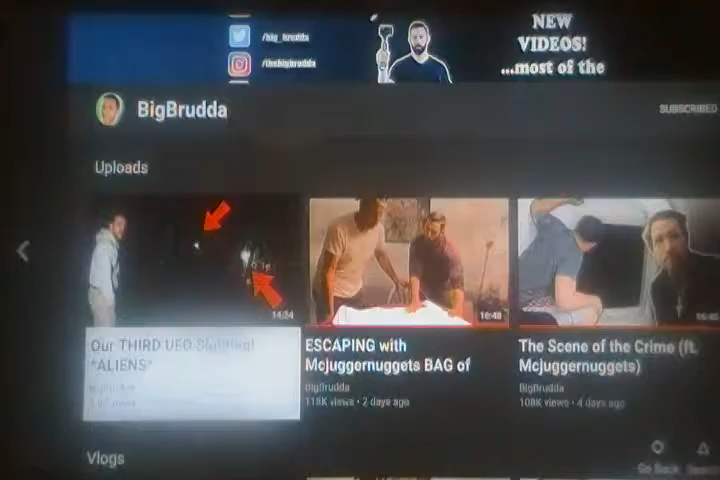 NEW
/big_brudda
VIDEOS!
/thebigbrudda
...most of the
BigBrudda
SUBSCRIBED
Uploads
14:34
16:48
Our THIRD UFO
*ALIENS*
ESCAPING with
Mcjuggernuggets BAG of
BigBrudda
118K views • 2 days ago
The Scene of the Crime (ft.
Mcjuggernuggets)
BigBrudda
108K views • 4 days ago
Vlogs
Go Back